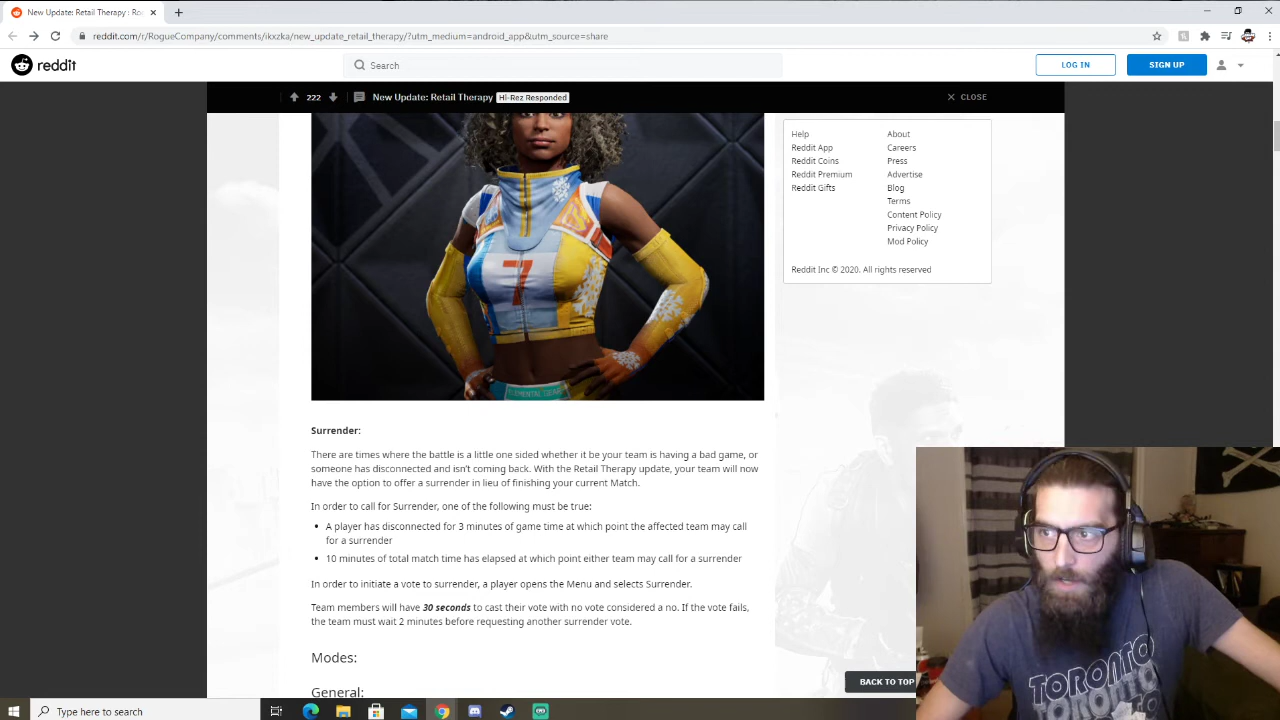 New Update: Retail Therapy : Ro
reddit.com/r/RogueCompany/comments/ikxzka/new_update_retail_therapy/?utm_medium=android_app&utm_source=share
reddit
Search
LOG IN
SIGN UP
222
New Update: Retail Therapy
Hi-Rez Responded
CLOSE
7
Help
Reddit App
Reddit Coins
Reddit Premium
Reddit Gifts
About
Careers
Press
Advertise
Blog
Terms
Content Policy
Privacy Policy
Mod Policy
Reddit Inc © 2020. All rights reserved
Surrender:
There are times where the battle is a little one sided whether it be your team is having a bad game, or
someone has disconnected and isn't coming back. With the Retail Therapy update, your team will now
have the option to offer a surrender in lieu of finishing your current Match.
In order to call for Surrender, one of the following must be true:
• A player has disconnected for 3 minutes of game time at which point the affected team may call
for a surrender
• 10 minutes of total match time has elapsed at which point either team may call for a surrender
In order to initiate a vote to surrender, a player opens the Menu and selects Surrender.
Team members will have 30 seconds to cast their vote with no vote considered a no. If the vote fails,
the team must wait 2 minutes before requesting another surrender vote.
Modes:
General:
BACK TO TOP
TORONTO
Type here to search